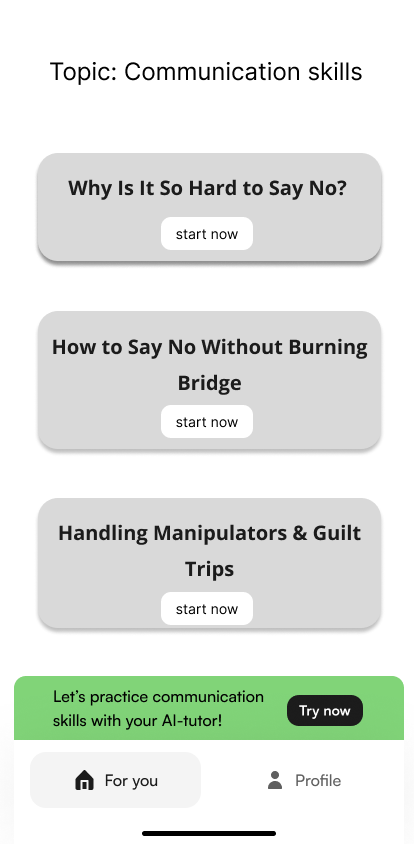 Topic: Communication skills
Why Is It So Hard to Say No?
start now
How to Say No Without Burning
Bridge
start now
Handling Manipulators & Guilt
Trips
start now
Let’s practice communication
skills with your AI-tutor!
Try now
For you
Profile